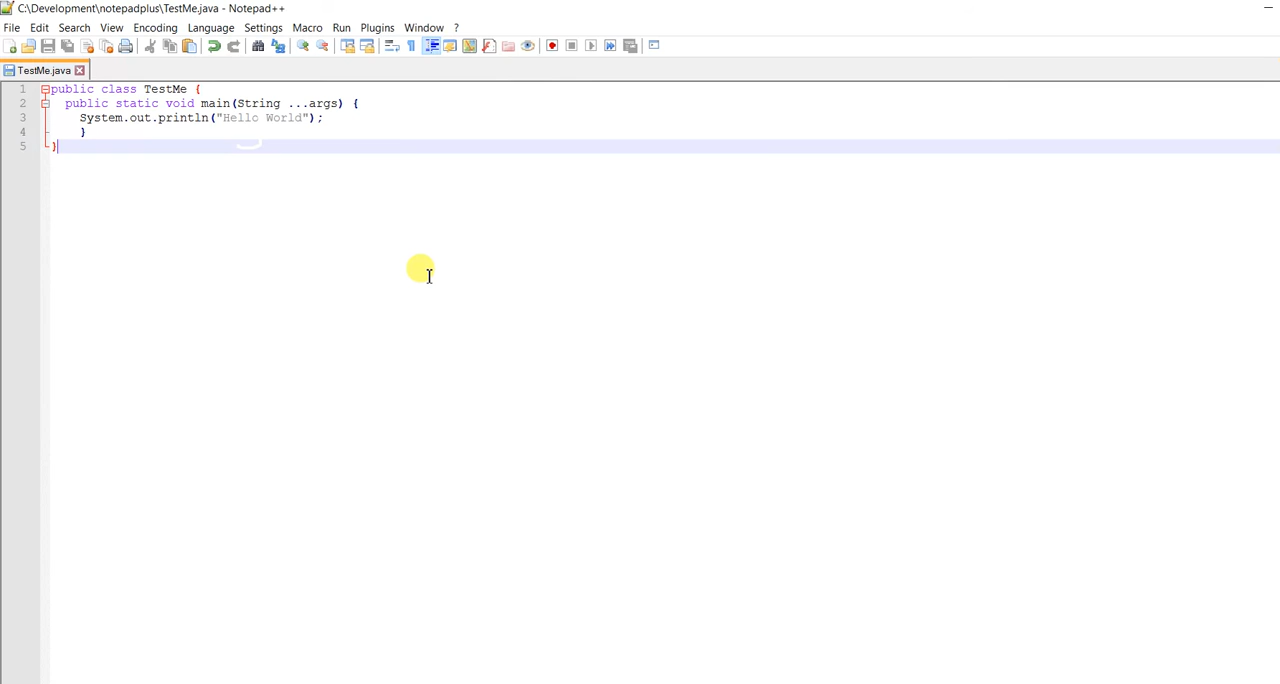 C:\Development\notepadplus\TestMe.java - Notepad++
File Edit Search View Encoding Language Settings Macro Run Plugins Window ?
TestMe.java
1 public class TestMe {
2 public static void main(String ...args) {
3 System.out.println("Hello World");
4 }
5 }